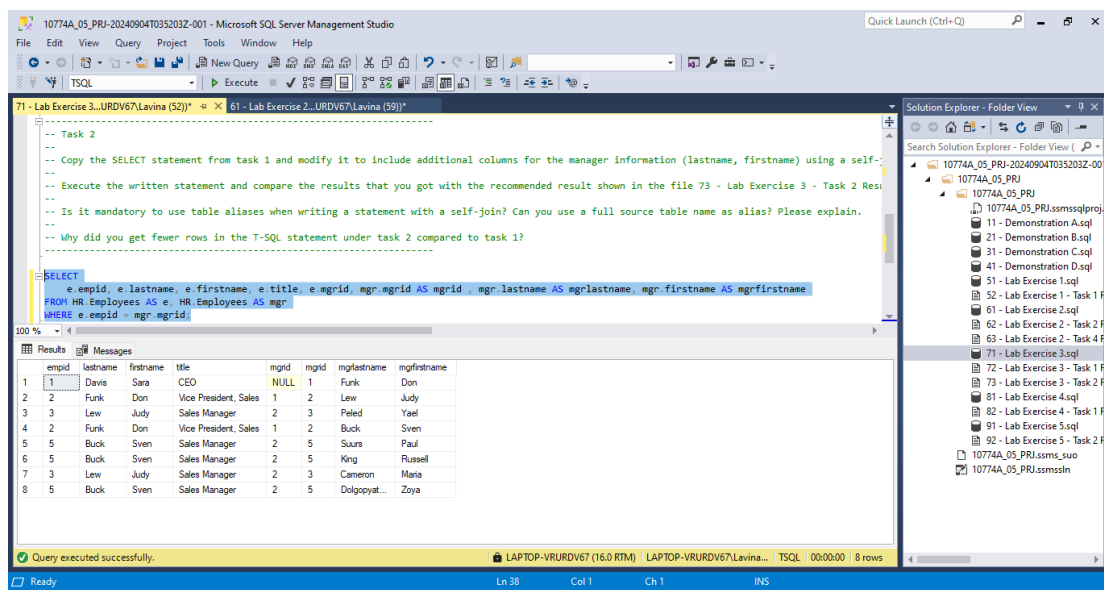 10774A_05_PRJ-20240904T035203Z-001 - Microsoft SQL Server Management Studio
Quick Launch (Ctrl+Q)
File Edit View Query Project Tools Window Help
New Query
TSQL
Execute
71 - Lab Exercise 3...URDV67\Lavina (52))*
61 - Lab Exercise 2...URDV67\Lavina (59))*
-- Task 2
--
-- Copy the SELECT statement from task 1 and modify it to include additional columns for the manager information (lastname, firstname) using a self-
--
-- Execute the written statement and compare the results that you got with the recommended result shown in the file 73 - Lab Exercise 3 - Task 2 Resu
--
-- Is it mandatory to use table aliases when writing a statement with a self-join? Can you use a full source table name as alias? Please explain.
--
-- Why did you get fewer rows in the T-SQL statement under task 2 compared to task 1?
---------------------------------------------------------------------
SELECT
e.empid, e.lastname, e.firstname, e.title, e.mgrid, mgr.mgrid AS mgrid , mgr.lastname AS mgrlastname, mgr.firstname AS mgrfirstname
FROM HR.Employees AS e, HR.Employees AS mgr
WHERE e.empid = mgr.mgrid;
100 %
Results Messages
empid lastname firstname title mgrid mgrid mgrlastname mgrfirstname
1 1 Davis Sara CEO NULL 1 Funk Don
2 2 Funk Don Vice President, Sales 1 2 Lew Judy
3 3 Lew Judy Sales Manager 2 3 Peled Yael
4 2 Funk Don Vice President, Sales 1 2 Buck Sven
5 5 Buck Sven Sales Manager 2 5 Suurs Paul
6 5 Buck Sven Sales Manager 2 5 King Russell
7 3 Lew Judy Sales Manager 2 3 Cameron Maria
8 5 Buck Sven Sales Manager 2 5 Dolgopyat... Zoya
Query executed successfully.
LAPTOP-VRURDV67 (16.0 RTM)
LAPTOP-VRURDV67\Lavina...
TSQL
00:00:00
8 rows
Solution Explorer - Folder View
Search Solution Explorer - Folder View (
10774A_05_PRJ-20240904T035203Z-00
10774A_05_PRJ
10774A_05_PRJ
10774A_05_PRJ.ssmssqlproj.
11 - Demonstration A.sql
21 - Demonstration B.sql
31 - Demonstration C.sql
41 - Demonstration D.sql
51 - Lab Exercise 1.sql
52 - Lab Exercise 1 - Task 1 F
61 - Lab Exercise 2.sql
62 - Lab Exercise 2 - Task 2 F
63 - Lab Exercise 2 - Task 4 F
71 - Lab Exercise 3.sql
72 - Lab Exercise 3 - Task 1 F
73 - Lab Exercise 3 - Task 2 F
81 - Lab Exercise 4.sql
82 - Lab Exercise 4 - Task 1 F
91 - Lab Exercise 5.sql
92 - Lab Exercise 5 - Task 2 F
10774A_05_PRJ.ssms_suo
10774A_05_PRJ.ssmssln
Ready
Ln 38
Col 1
Ch 1
INS